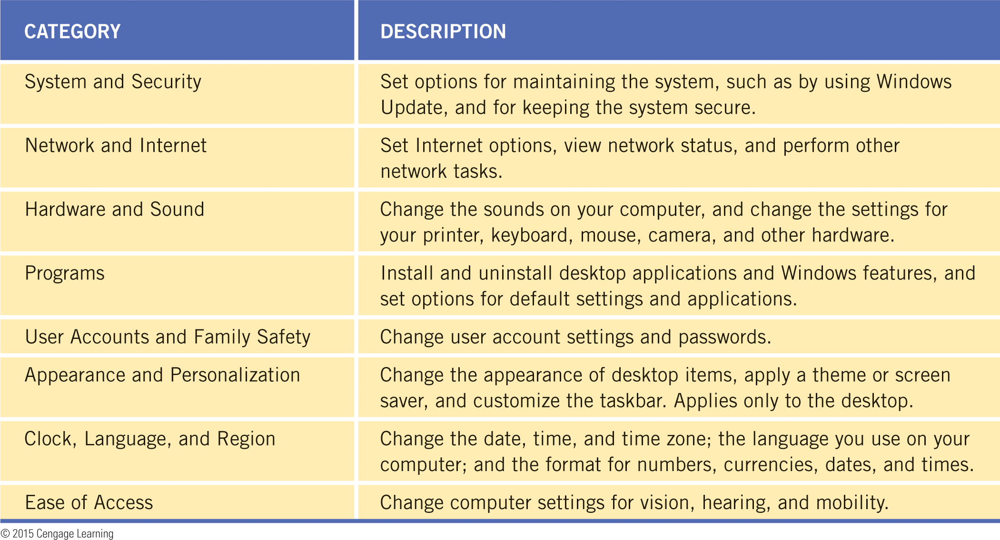 CATEGORY
DESCRIPTION
System and Security
Set options for maintaining the system, such as by using Windows
Update, and for keeping the system secure.
Network and Internet
Set Internet options, view network status, and perform other
network tasks.
Hardware and Sound
Change the sounds on your computer, and change the settings for
your printer, keyboard, mouse, camera, and other hardware.
Programs
Install and uninstall desktop applications and Windows features, and
set options for default settings and applications.
User Accounts and Family Safety
Change user account settings and passwords.
Appearance and Personalization
Change the appearance of desktop items, apply a theme or screen
saver, and customize the taskbar. Applies only to the desktop.
Clock, Language, and Region
Change the date, time, and time zone; the language you use on your
computer; and the format for numbers, currencies, dates, and times.
Ease of Access
Change computer settings for vision, hearing, and mobility.
© 2015 Cengage Learning